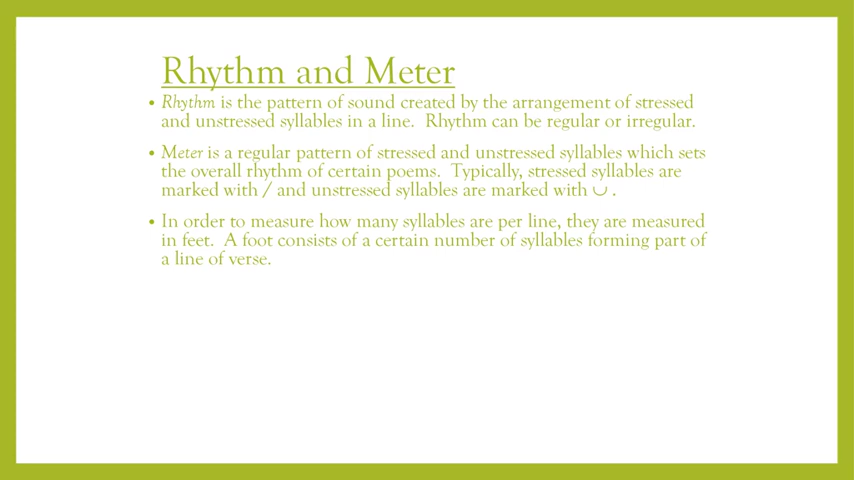 Rhythm and Meter
• Rhythm is the pattern of sound created by the arrangement of stressed
and unstressed syllables in a line.  Rhythm can be regular or irregular.
• Meter is a regular pattern of stressed and unstressed syllables which sets
the overall rhythm of certain poems.  Typically, stressed syllables are
marked with / and unstressed syllables are marked with ◡ .
• In order to measure how many syllables are per line, they are measured
in feet.  A foot consists of a certain number of syllables forming part of
a line of verse.